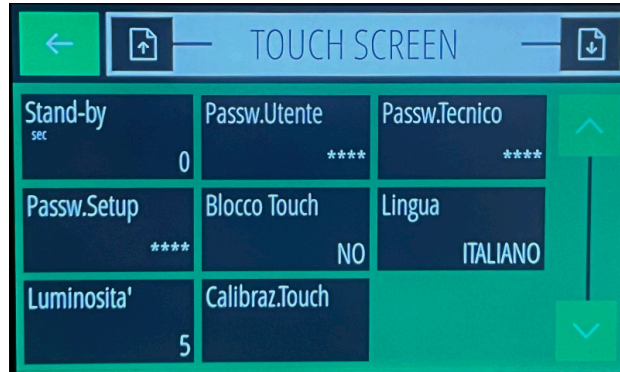 TOUCH SCREEN
Stand-by
sec
0
Passw.Utente
****
Passw.Tecnico
****
Passw.Setup
****
Blocco Touch
NO
Lingua
ITALIANO
Luminosita'
5
Calibraz.Touch